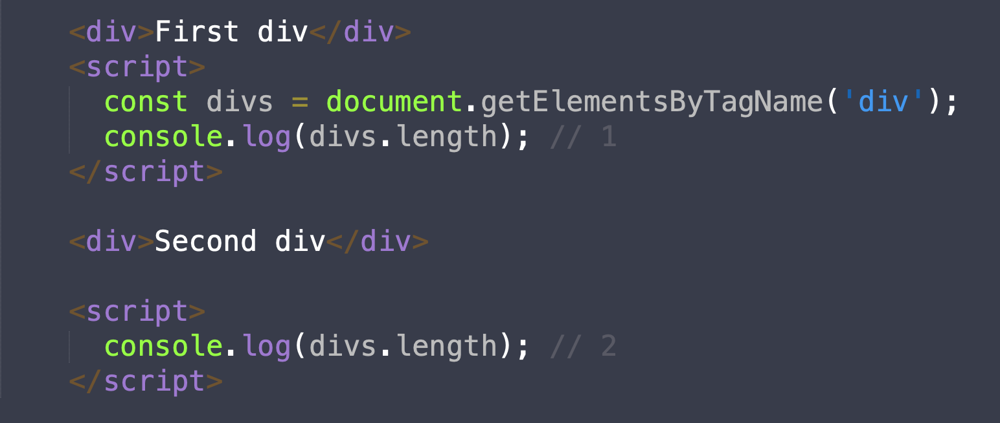 <div>First div</div>
<script>
const divs = document.getElementsByTagName('div');
console.log(divs.length); // 1
</script>
<div>Second div</div>
<script>
console.log(divs.length); // 2
</script>